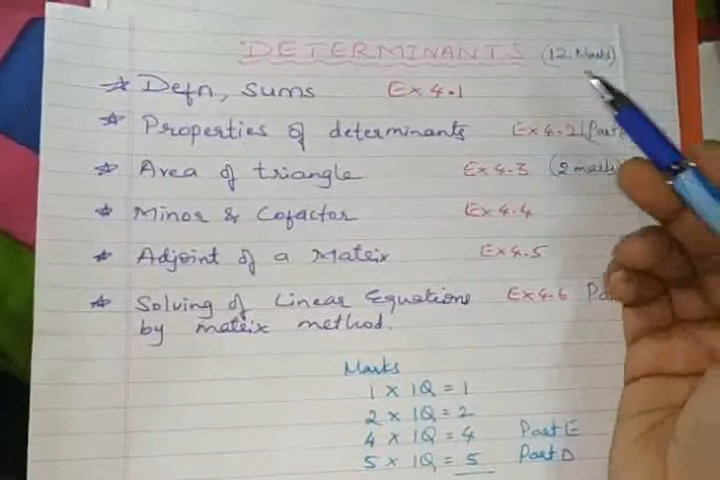 DETERMINANTS (12 Marks)
☆ Defn, sums Ex 4.1
☆ Properties of determinants Ex 4.2 (Part
☆ Area of triangle Ex 4.3 (2 mark
☆ Minor & Cofactor Ex 4.4
☆ Adjoint of a Matrix Ex 4.5
☆ Solving of Linear Equations Ex 4.6
by matrix method.
Marks
1 x 1Q = 1
2 x 1Q = 2
4 x 1Q = 4 Part E
5 x 1Q = 5 Part D